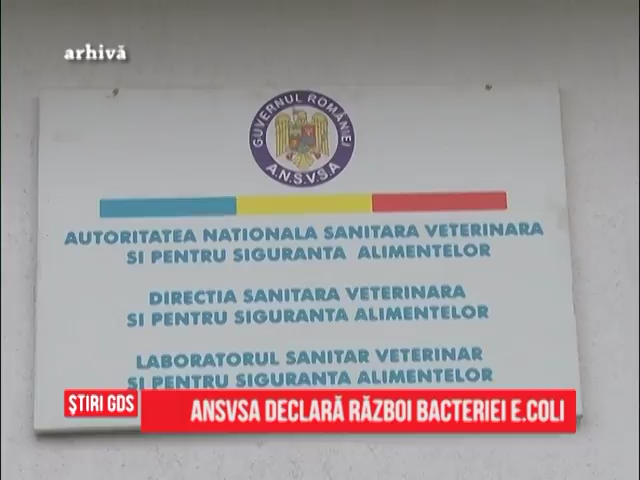 arhivă
GUVERNUL ROMÂNIEI
A.N.S.V.S.A
AUTORITATEA NATIONALA SANITARA VETERINARA
SI PENTRU SIGURANTA ALIMENTELOR
DIRECTIA SANITARA VETERINARA
SI PENTRU SIGURANTA ALIMENTELOR
LABORATORUL SANITAR VETERINAR
SI PENTRU SIGURANTA ALIMENTELOR
ŞTIRI GDS
ANSVSA DECLARĂ RĂZBOI BACTERIEI E.COLI